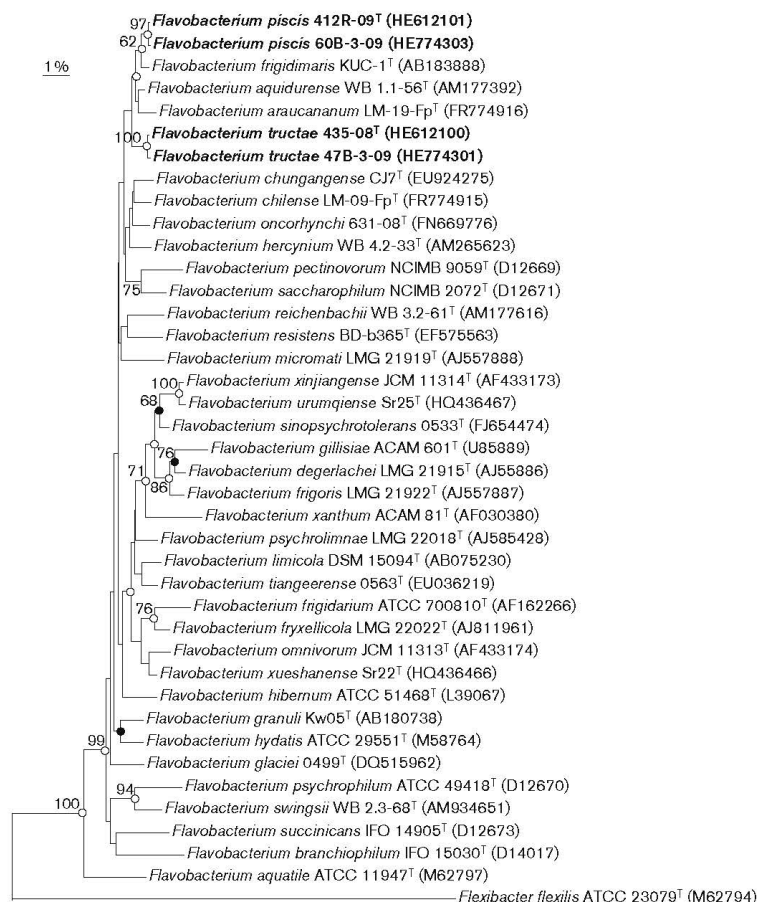 97
Flavobacterium piscis 412R-09ᵀ (HE612101)
62
Flavobacterium piscis 60B-3-09 (HE774303)
1%
Flavobacterium frigidimaris KUC-1ᵀ (AB183888)
Flavobacterium aquidurense WB 1.1-56ᵀ (AM177392)
Flavobacterium araucananum LM-19-Fpᵀ (FR774916)
100
Flavobacterium tructae 435-08ᵀ (HE612100)
Flavobacterium tructae 47B-3-09 (HE774301)
Flavobacterium chungangense CJ7ᵀ (EU924275)
Flavobacterium chilense LM-09-Fpᵀ (FR774915)
Flavobacterium oncorhynchi 631-08ᵀ (FN669776)
Flavobacterium hercynium WB 4.2-33ᵀ (AM265623)
Flavobacterium pectinovorum NCIMB 9059ᵀ (D12669)
75
Flavobacterium saccharophilum NCIMB 2072ᵀ (D12671)
Flavobacterium reichenbachii WB 3.2-61ᵀ (AM177616)
Flavobacterium resistens BD-b365ᵀ (EF575563)
Flavobacterium micromati LMG 21919ᵀ (AJ557888)
100
Flavobacterium xinjiangense JCM 11314ᵀ (AF433173)
68
Flavobacterium urumqiense Sr25ᵀ (HQ436467)
Flavobacterium sinopsychrotolerans 0533ᵀ (FJ654474)
76
Flavobacterium gillisiae ACAM 601ᵀ (U85889)
71
Flavobacterium degerlachei LMG 21915ᵀ (AJ55886)
86
Flavobacterium frigoris LMG 21922ᵀ (AJ557887)
Flavobacterium xanthum ACAM 81ᵀ (AF030380)
Flavobacterium psychrolimnae LMG 22018ᵀ (AJ585428)
Flavobacterium limicola DSM 15094ᵀ (AB075230)
Flavobacterium tiangeerense 0563ᵀ (EU036219)
76
Flavobacterium frigidarium ATCC 700810ᵀ (AF162266)
Flavobacterium fryxellicola LMG 22022ᵀ (AJ811961)
Flavobacterium omnivorum JCM 11313ᵀ (AF433174)
Flavobacterium xueshanense Sr22ᵀ (HQ436466)
Flavobacterium hibernum ATCC 51468ᵀ (L39067)
Flavobacterium granuli Kw05ᵀ (AB180738)
99
Flavobacterium hydatis ATCC 29551ᵀ (M58764)
Flavobacterium glaciei 0499ᵀ (DQ515962)
94
Flavobacterium psychrophilum ATCC 49418ᵀ (D12670)
100
Flavobacterium swingsii WB 2.3-68ᵀ (AM934651)
Flavobacterium succinicans IFO 14905ᵀ (D12673)
Flavobacterium branchiophilum IFO 15030ᵀ (D14017)
Flavobacterium aquatile ATCC 11947ᵀ (M62797)
Flexibacter flexilis ATCC 23079ᵀ (M62794)